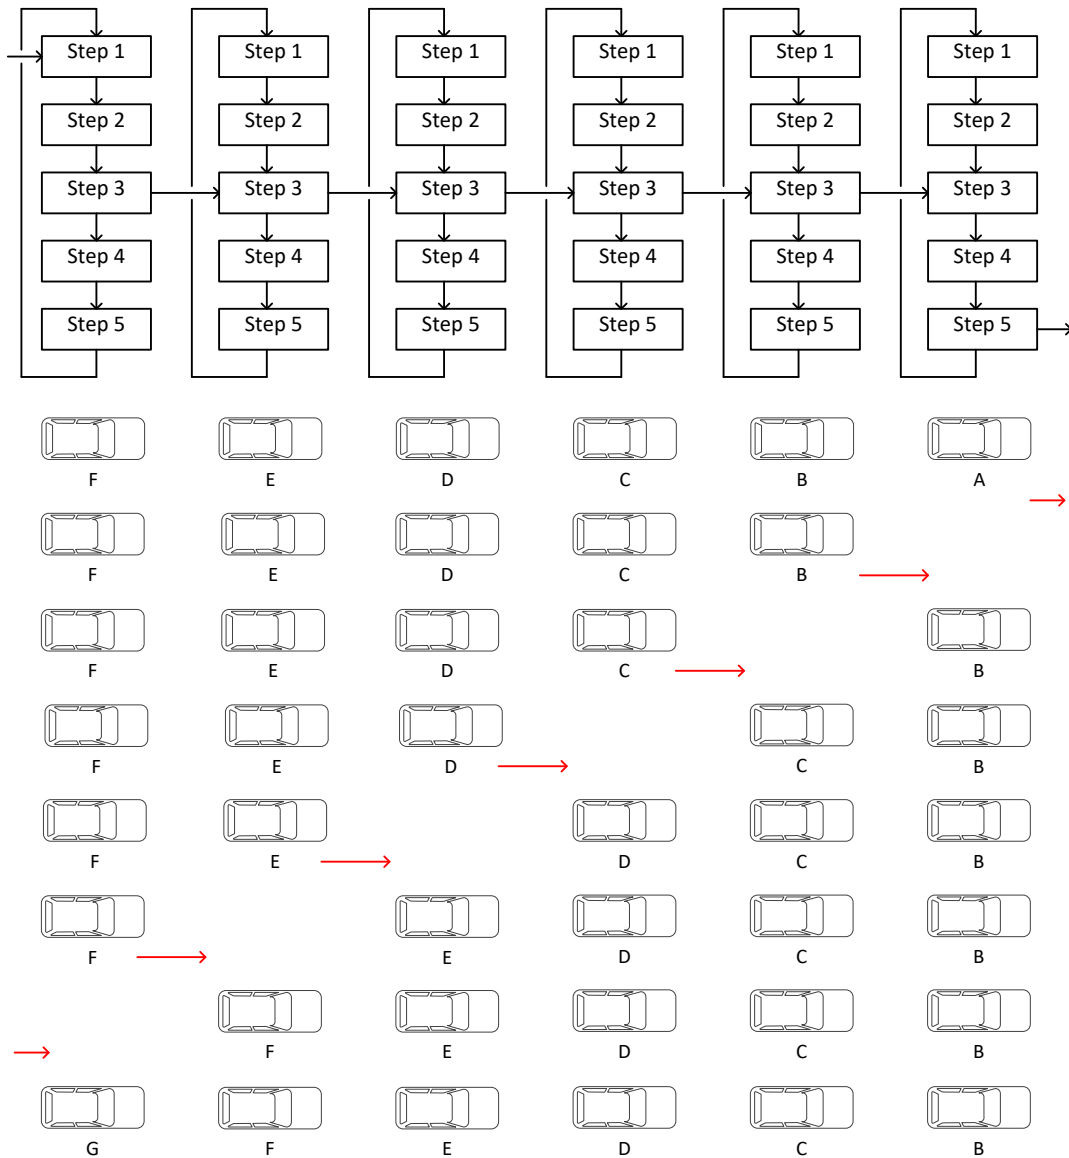 Step 1 Step 1 Step 1 Step 1 Step 1 Step 1
Step 2 Step 2 Step 2 Step 2 Step 2 Step 2
Step 3 Step 3 Step 3 Step 3 Step 3 Step 3
Step 4 Step 4 Step 4 Step 4 Step 4 Step 4
Step 5 Step 5 Step 5 Step 5 Step 5 Step 5
F E D C B A
F E D C B
F E D C B
F E D C B
F E D C B
F E D C B
F E D C B
G F E D C B